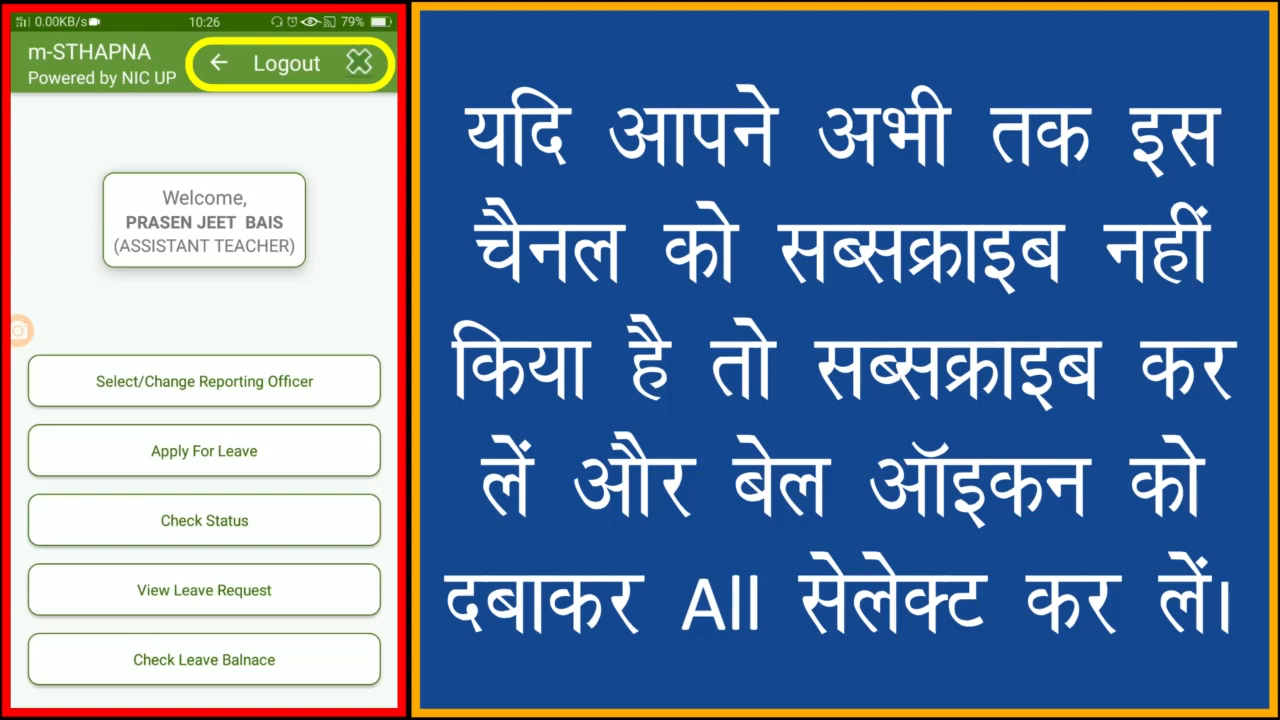 0.00KB/s 10:26 79%
m-STHAPNA
Powered by NIC UP
Logout
Welcome,
PRASEN JEET BAIS
(ASSISTANT TEACHER)
Select/Change Reporting Officer
Apply For Leave
Check Status
View Leave Request
Check Leave Balnace
यदि आपने अभी तक इस
चैनल को सब्सक्राइब नहीं
किया है तो सब्सक्राइब कर
लें और बेल ऑइकन को
दबाकर All सेलेक्ट कर लें।